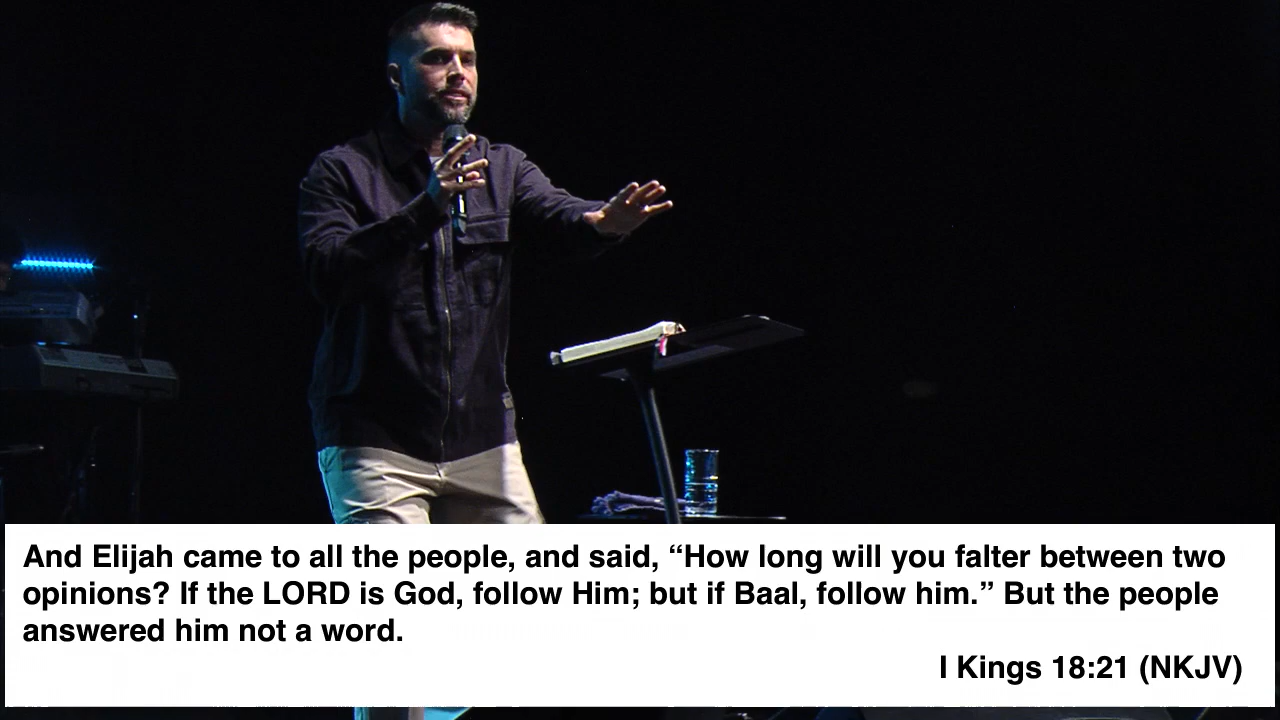 And Elijah came to all the people, and said, “How long will you falter between two
opinions? If the LORD is God, follow Him; but if Baal, follow him.” But the people
answered him not a word.
I Kings 18:21 (NKJV)